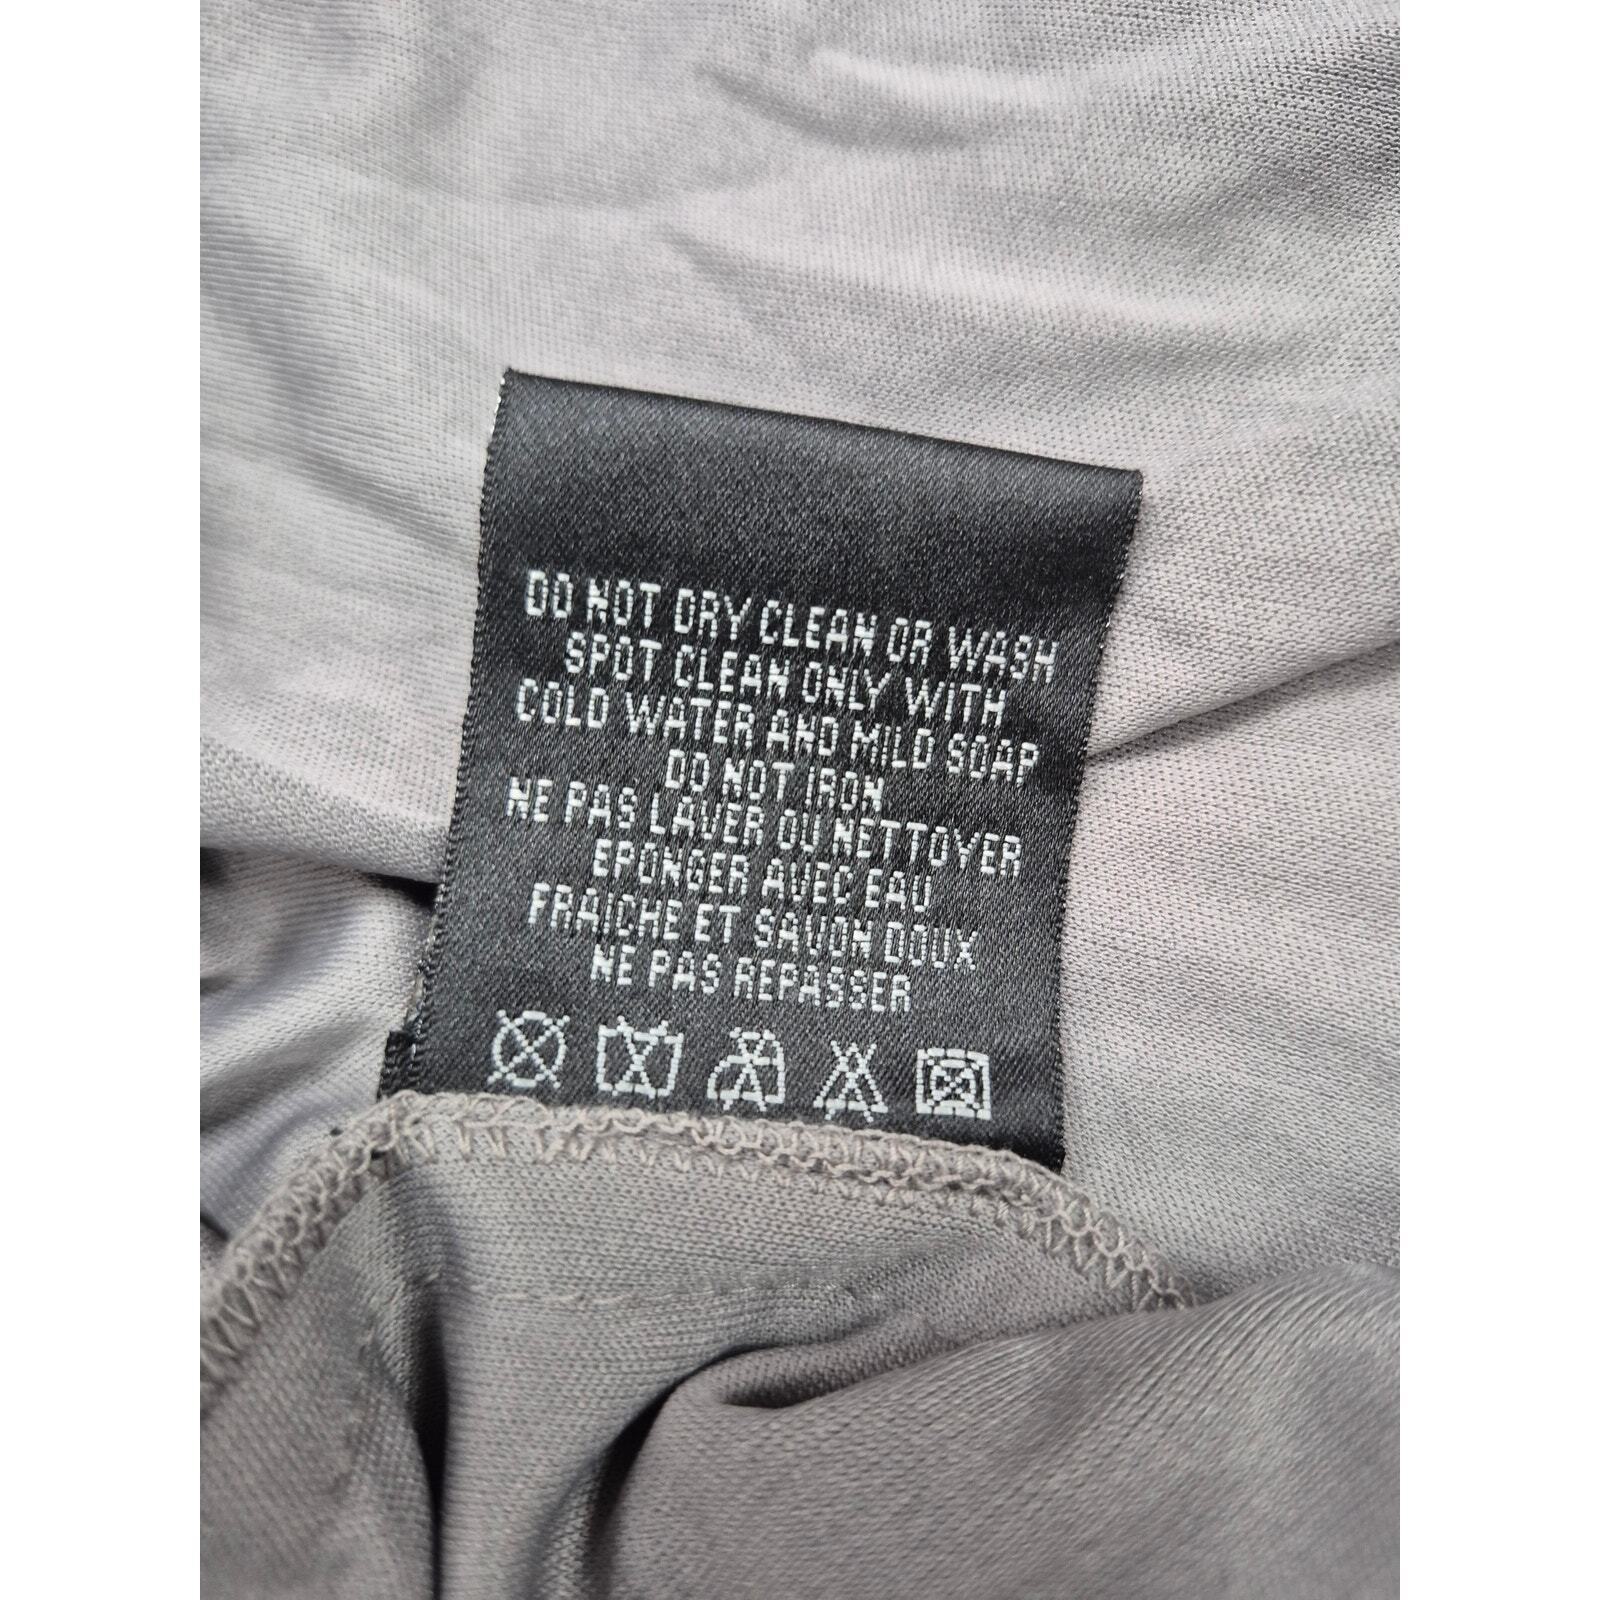 DO NOT DRY CLEAN OR WASH
SPOT CLEAN ONLY WITH
COLD WATER AND MILD SOAP
DO NOT IRON
NE PAS LAVER OU NETTOYER
EPONGER AVEC EAU
FRAICHE ET SAVON DOUX
NE PAS REPASSER